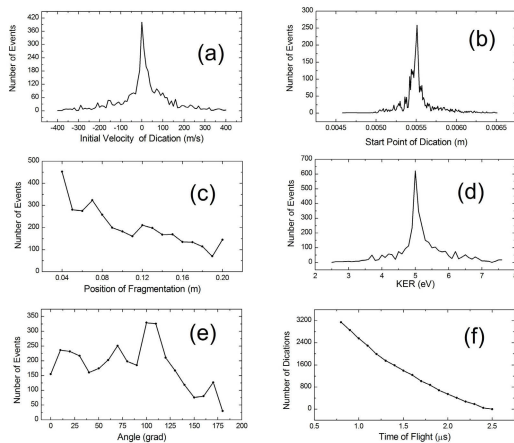 420
360
300
240
180
120
60
0
(a)
Number of Events
-400 -300 -200 -100 0 100 200 300 400
Initial Velocity of Dication (m/s)
300
250
200
150
100
50
0
(b)
Number of Events
0.0045 0.0050 0.0055 0.0060 0.0065
Start Point of Dication (m)
500
400
300
200
100
0
(c)
Number of Events
0.04 0.08 0.12 0.16 0.20
Position of Fragmentation (m)
700
600
500
400
300
200
100
0
(d)
Number of Events
2 3 4 5 6 7
KER (eV)
350
300
250
200
150
100
50
0
(e)
Number of Events
0 25 50 75 100 125 150 175 200
Angle (grad)
3200
2400
1600
800
0
(f)
Number of Dications
0.5 1.0 1.5 2.0 2.5
Time of Flight (μs)